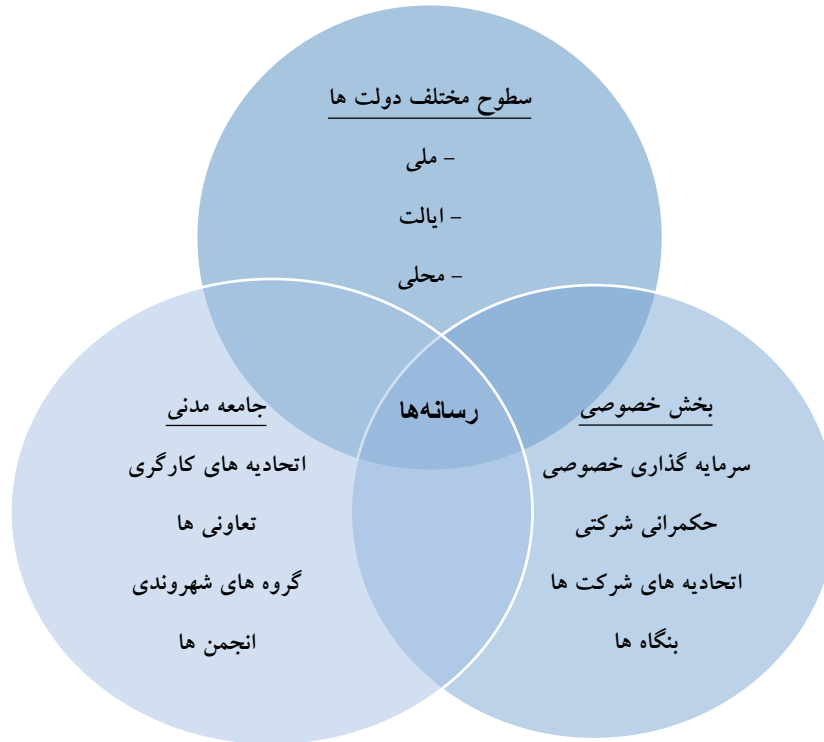 سطوح مختلف دولت ها
– ملی
– ایالت
– محلی
رسانه‌ها
بخش خصوصی
سرمایه گذاری خصوصی
حکمرانی شرکتی
اتحادیه های شرکت ها
بنگاه ها
جامعه مدنی
اتحادیه های کارگری
تعاونی ها
گروه های شهروندی
انجمن ها